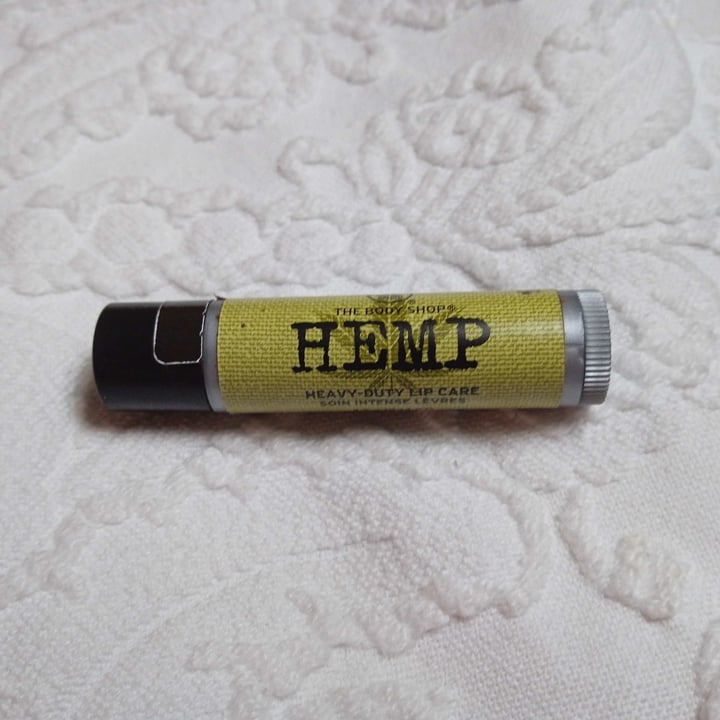 THE BODY SHOP®
HEMP
HEAVY-DUTY LIP CARE
SOIN INTENSE LÈVRES